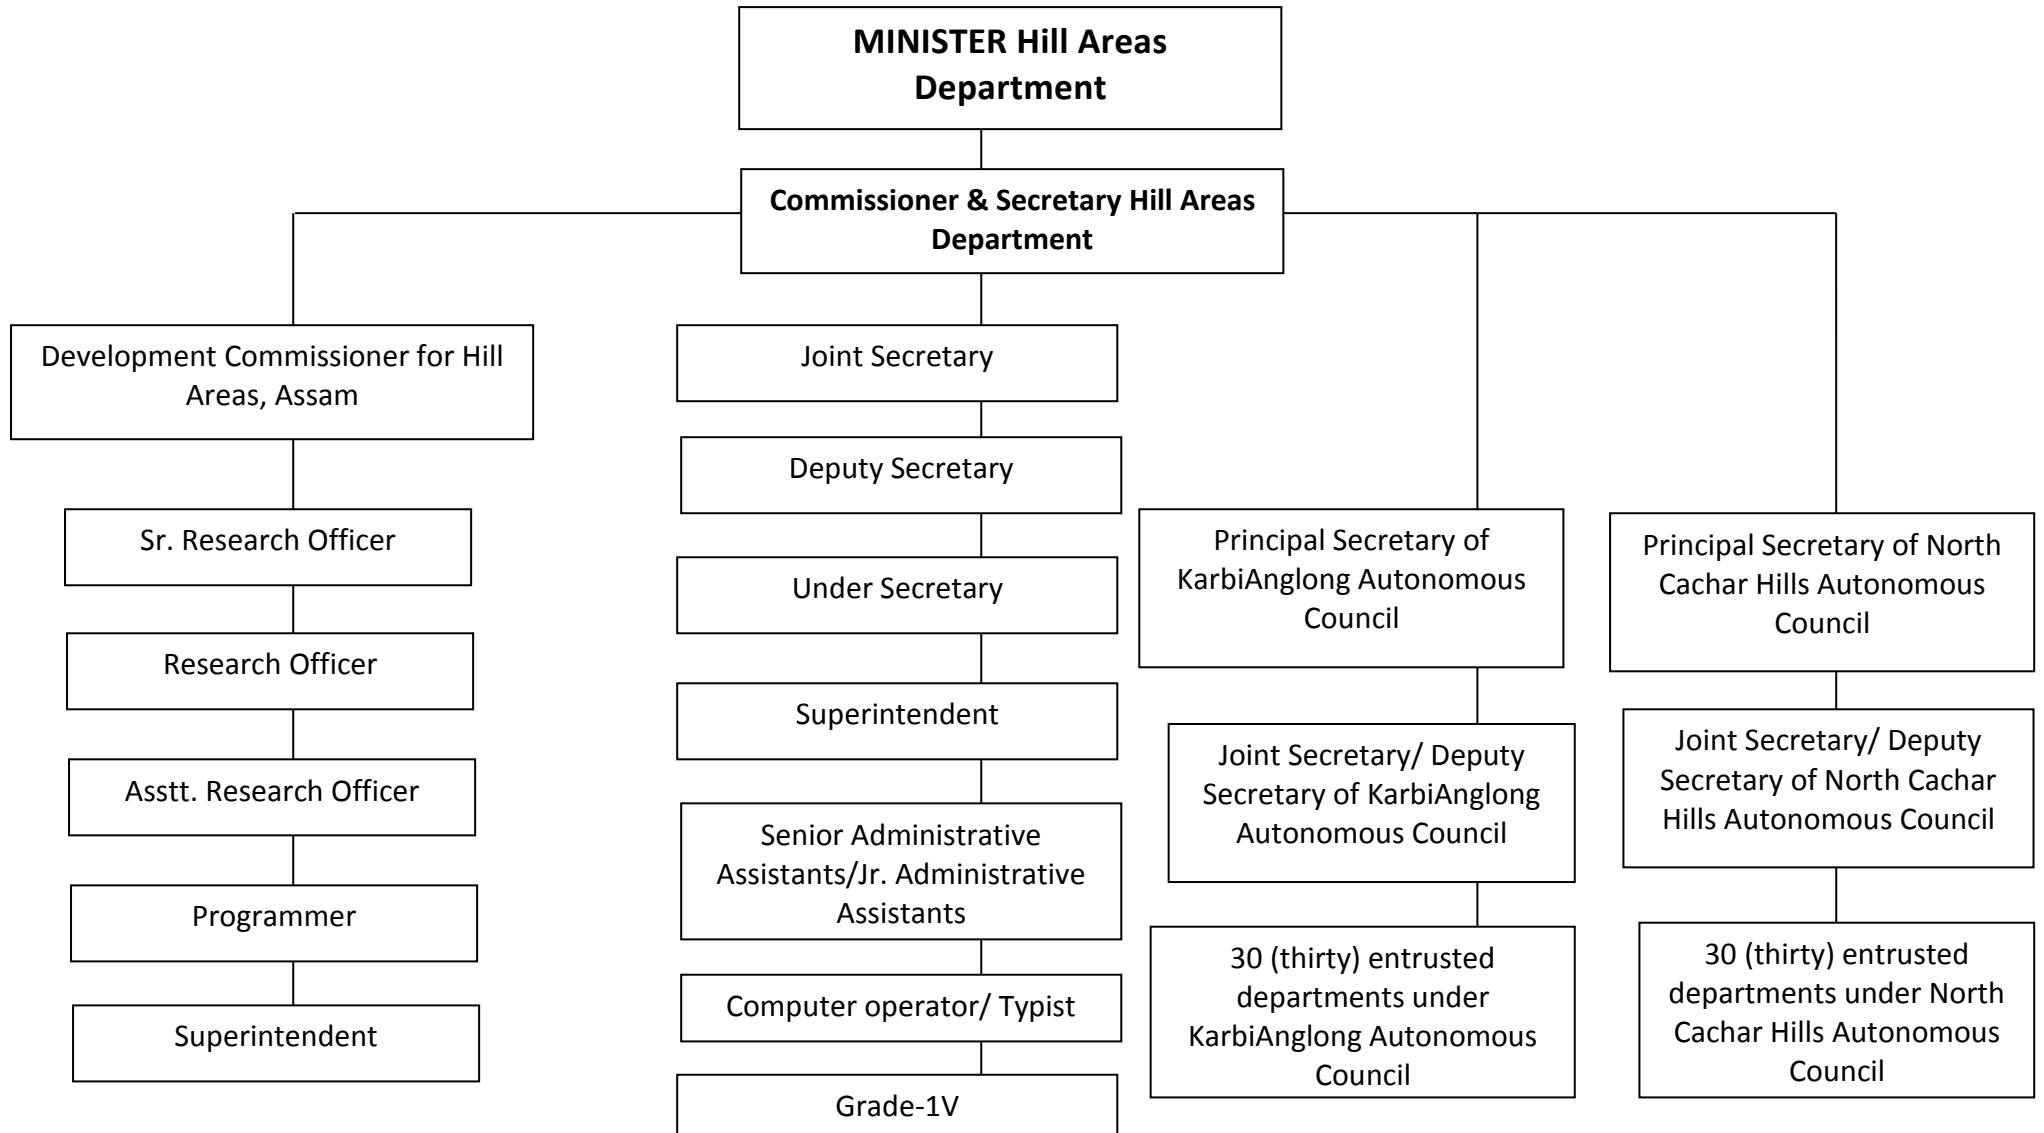 MINISTER Hill Areas
Department
Commissioner & Secretary Hill Areas
Department
Development Commissioner for Hill
Areas, Assam
Sr. Research Officer
Research Officer
Asstt. Research Officer
Programmer
Superintendent
Joint Secretary
Deputy Secretary
Under Secretary
Superintendent
Senior Administrative
Assistants/Jr. Administrative
Assistants
Computer operator/ Typist
Grade-1V
Principal Secretary of
KarbiAnglong Autonomous
Council
Joint Secretary/ Deputy
Secretary of KarbiAnglong
Autonomous Council
30 (thirty) entrusted
departments under
KarbiAnglong Autonomous
Council
Principal Secretary of North
Cachar Hills Autonomous
Council
Joint Secretary/ Deputy
Secretary of North Cachar
Hills Autonomous Council
30 (thirty) entrusted
departments under North
Cachar Hills Autonomous
Council